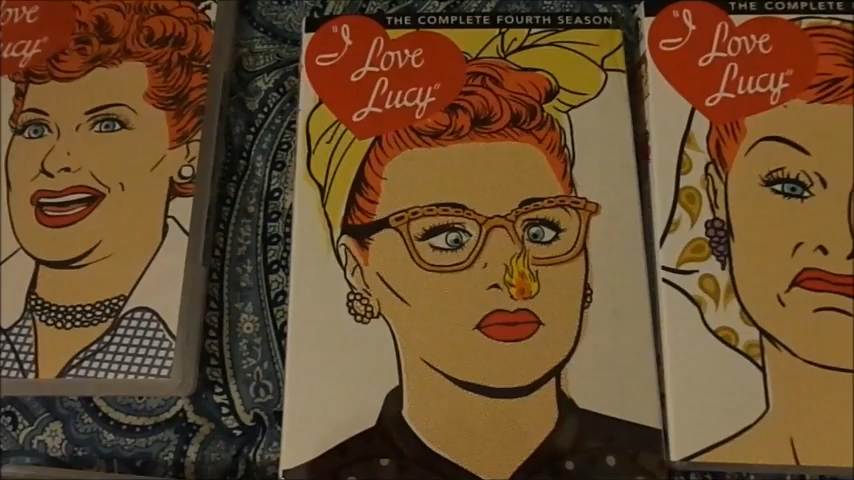 Love
Lucy"
THE COMPLETE FOURTH SEASON
"I
Love
Lucy"
THE COMPLETE
"I
Love
Lucy"